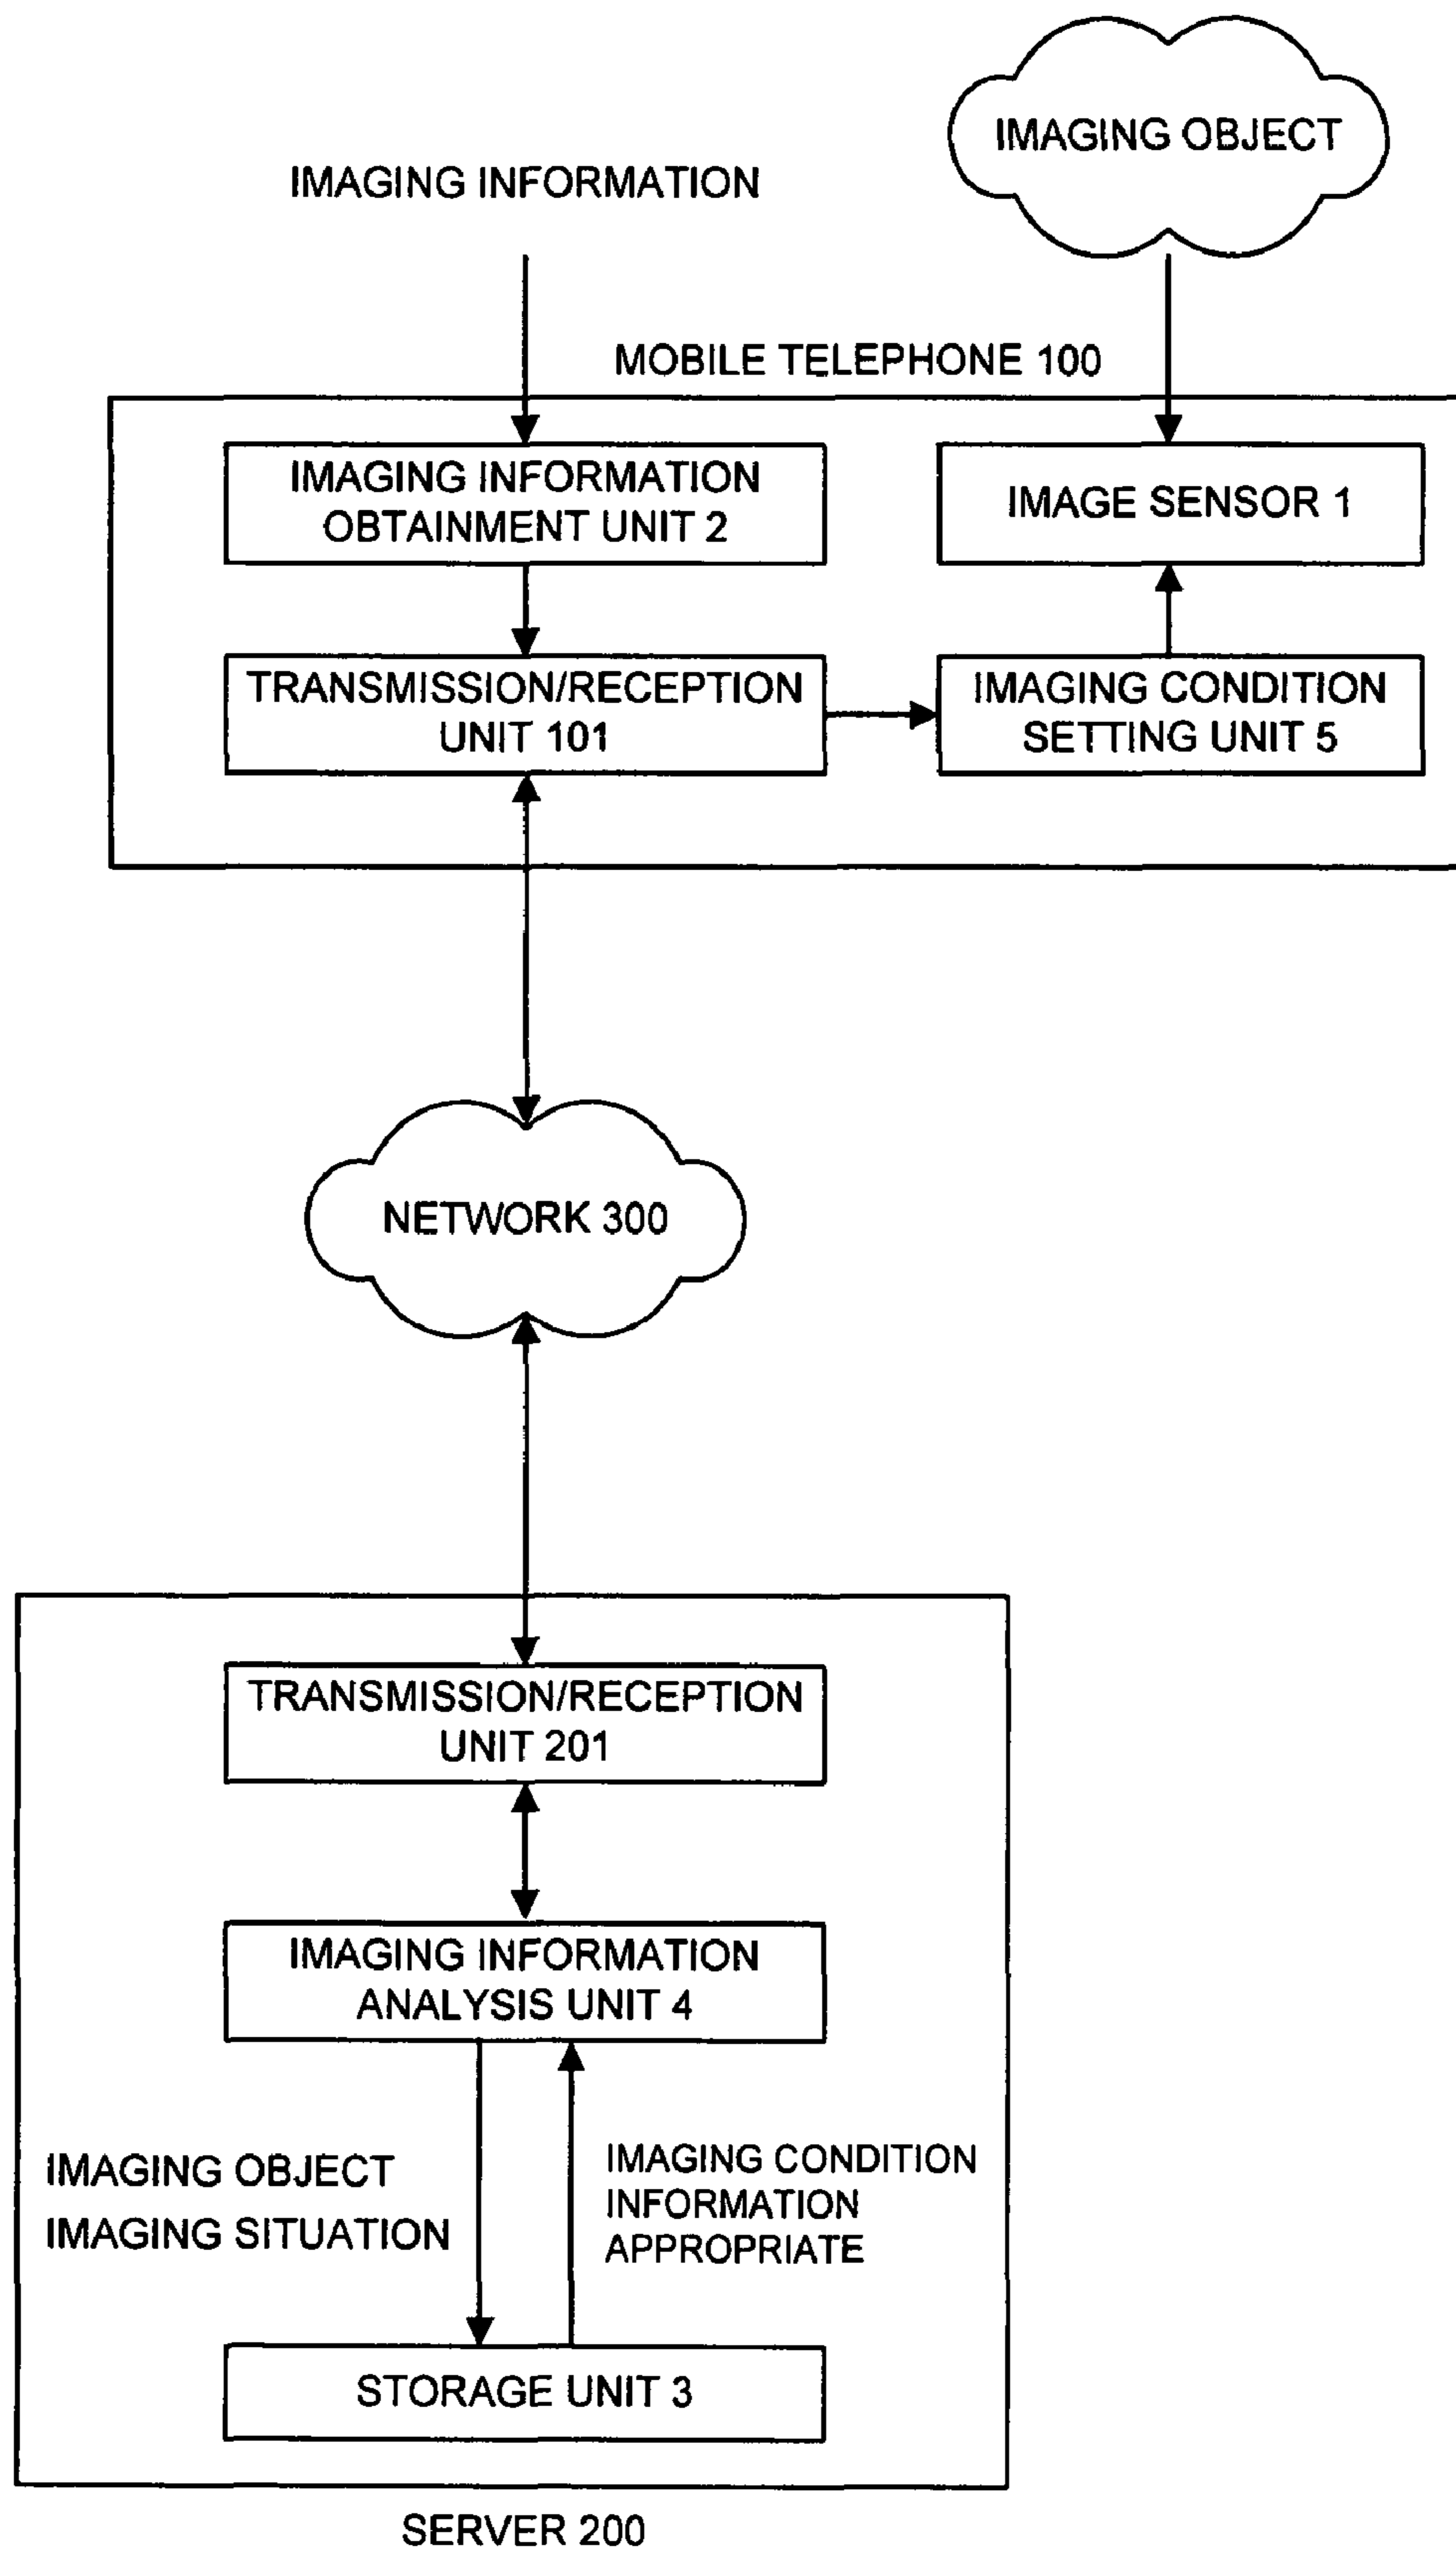 IMAGING OBJECT
IMAGING INFORMATION
MOBILE TELEPHONE 100
IMAGING INFORMATION
OBTAINMENT UNIT 2
IMAGE SENSOR 1
TRANSMISSION/RECEPTION
UNIT 101
IMAGING CONDITION
SETTING UNIT 5
NETWORK 300
TRANSMISSION/RECEPTION
UNIT 201
IMAGING INFORMATION
ANALYSIS UNIT 4
IMAGING OBJECT
IMAGING SITUATION
IMAGING CONDITION
INFORMATION
APPROPRIATE
STORAGE UNIT 3
SERVER 200